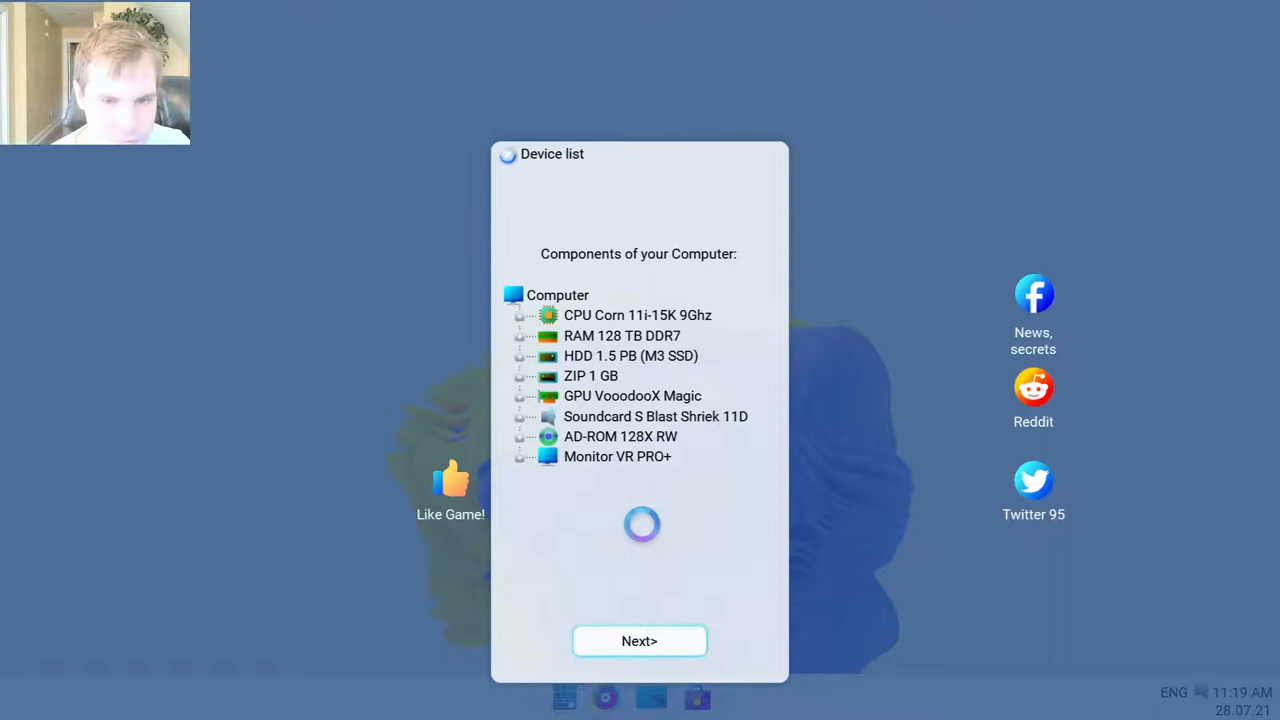 Device list
Components of your Computer:
Computer
CPU Corn 11i-15K 9Ghz
RAM 128 TB DDR7
HDD 1.5 PB (M3 SSD)
ZIP 1 GB
GPU VooodooX Magic
Soundcard S Blast Shriek 11D
AD-ROM 128X RW
Monitor VR PRO+
Next>
Like Game!
News,
secrets
Reddit
Twitter 95
ENG 11:19 AM
28.07.21